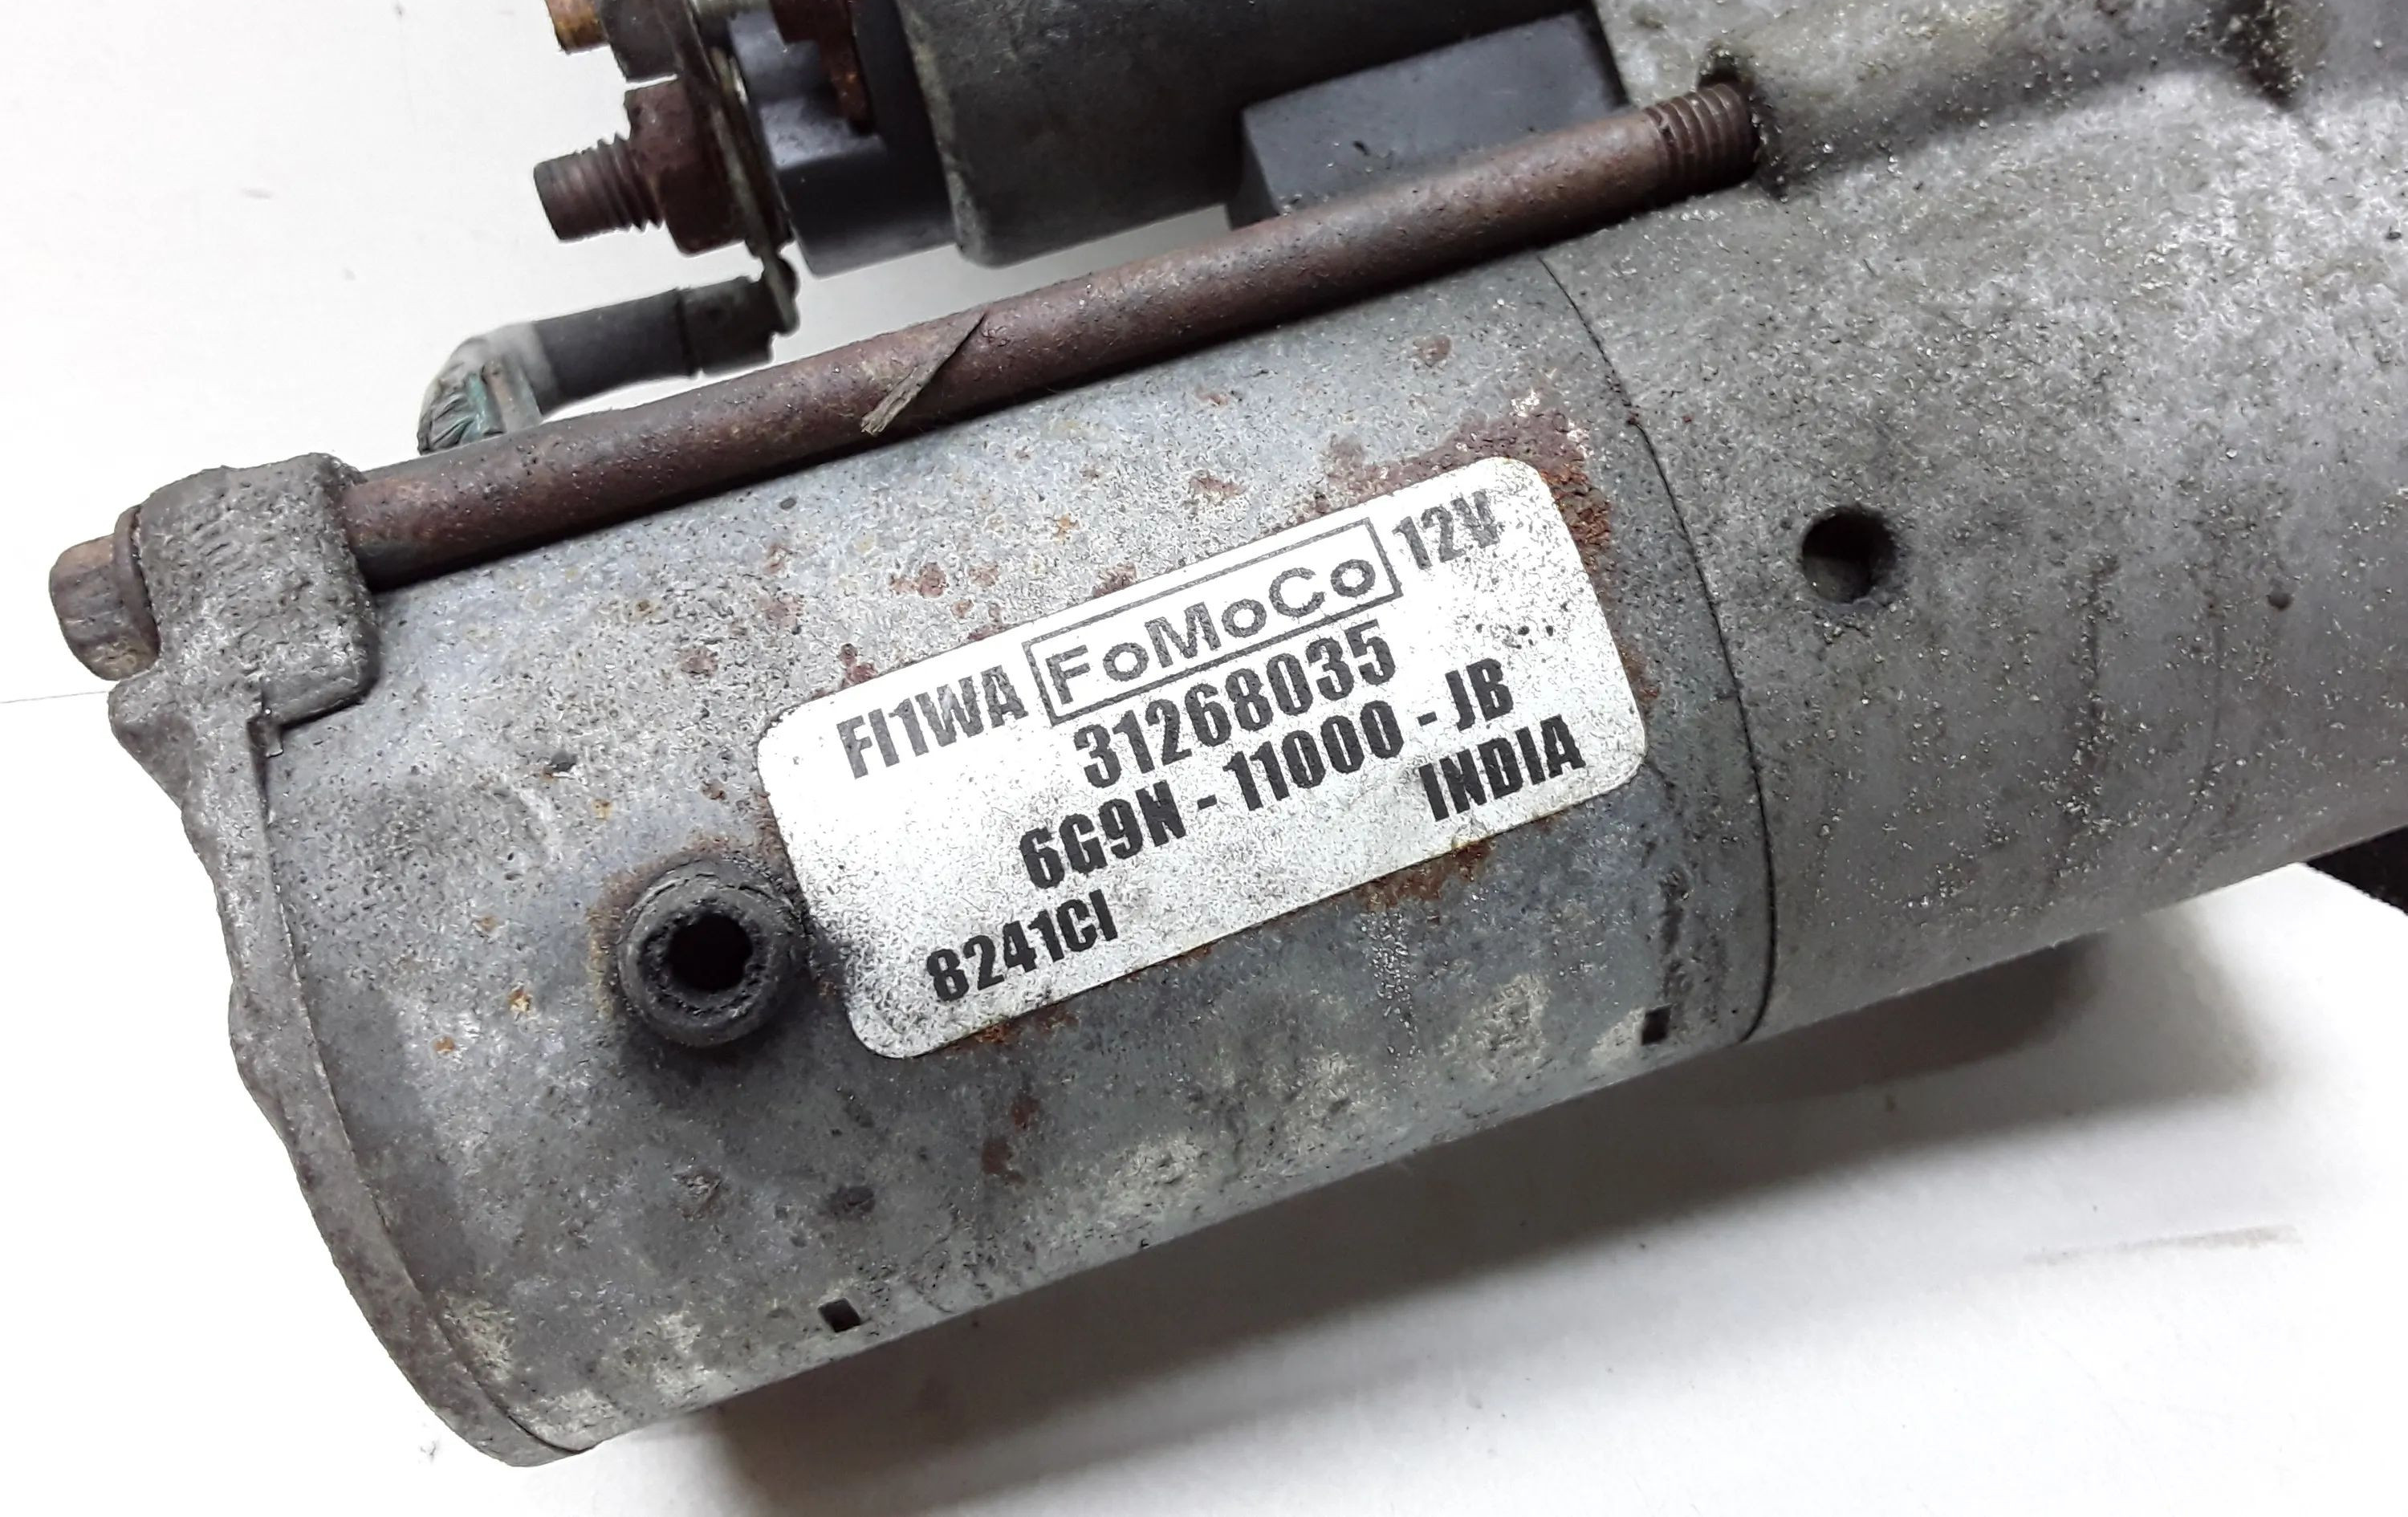 FI1WA FoMoCo 12V
31268035
6G9N - 11000 - JB
INDIA
8241CI